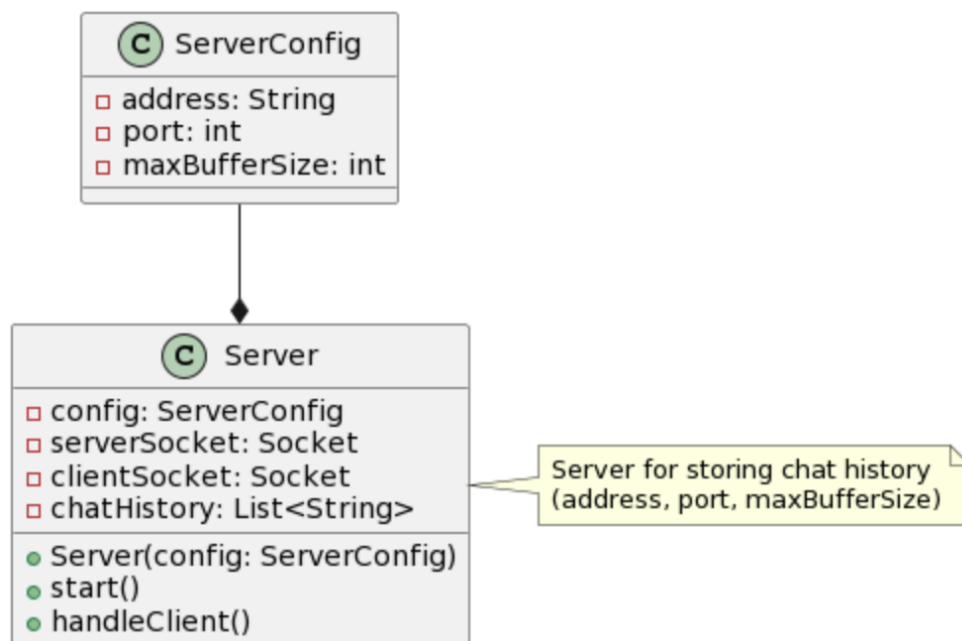 C ServerConfig
address: String
port: int
maxBufferSize: int
C Server
config: ServerConfig
serverSocket: Socket
clientSocket: Socket
chatHistory: List<String>
Server(config: ServerConfig)
start()
handleClient()
Server for storing chat history
(address, port, maxBufferSize)